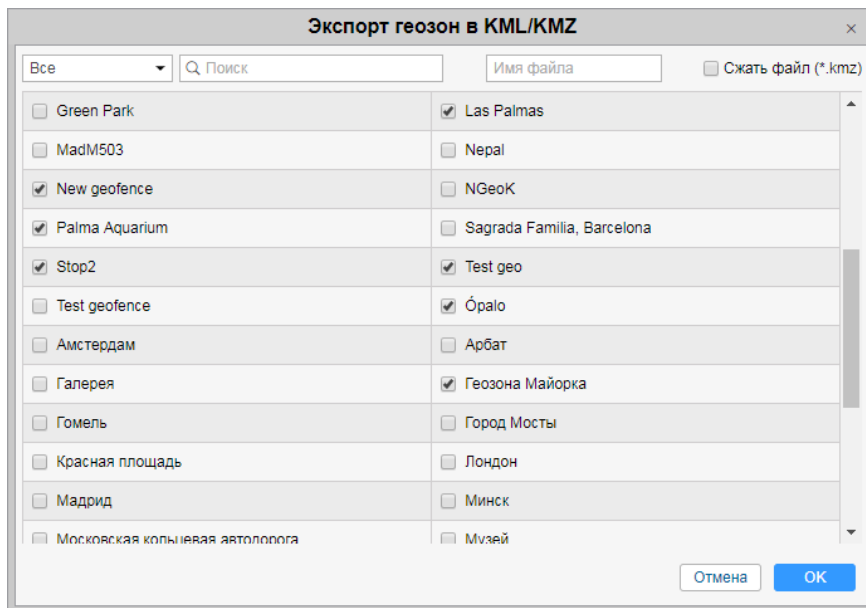 Экспорт геозон в KML/KMZ
Все Поиск Имя файла Сжать файл (*.kmz)
Green Park Las Palmas
MadM503 Nepal
New geofence NGeoK
Palma Aquarium Sagrada Familia, Barcelona
Stop2 Test geo
Test geofence Ópalo
Амстердам Арбат
Галерея Геозона Майорка
Гомель Город Мосты
Красная площадь Лондон
Мадрид Минск
Московская кольцевая автодорога Музей
Отмена OK